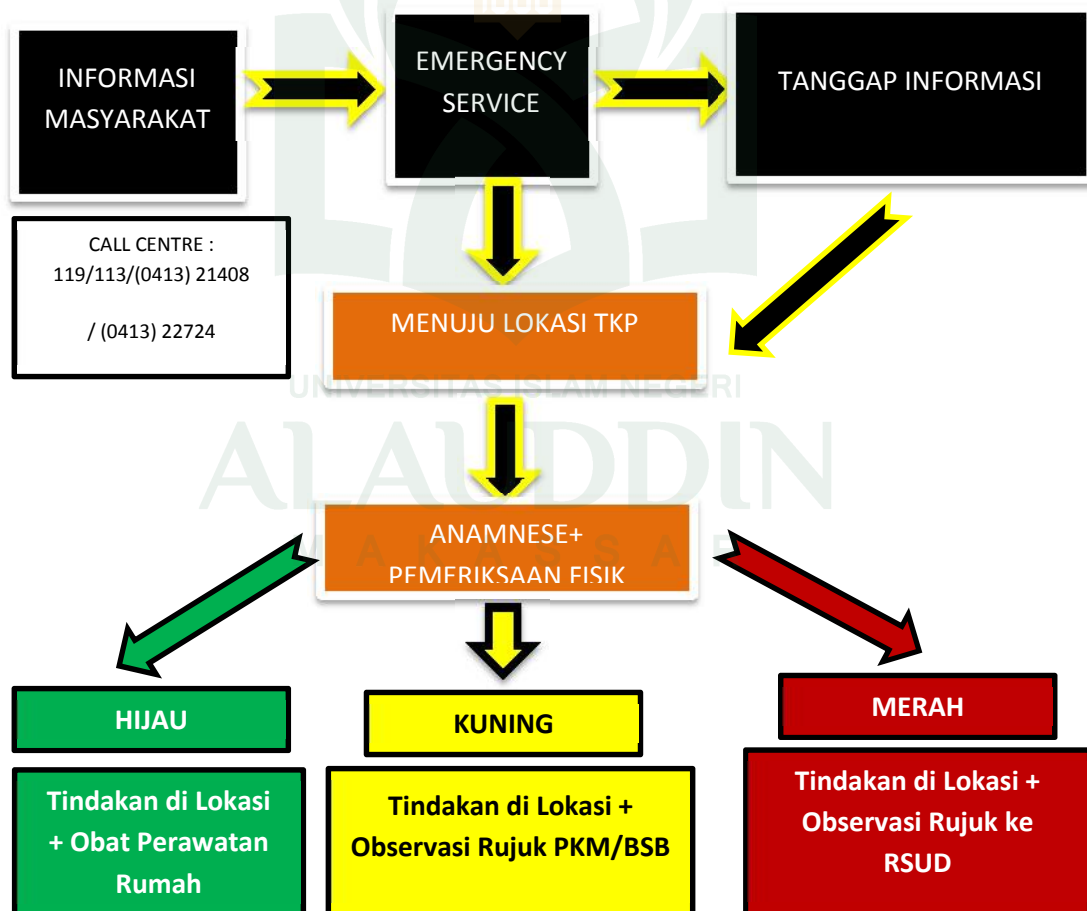 INFORMASI
MASYARAKAT
EMERGENCY
SERVICE
TANGGAP INFORMASI
CALL CENTRE :
119/113/(0413) 21408
/ (0413) 22724
MENUJU LOKASI TKP
UNIVERSITAS ISLAM NEGERI
ALAUDDIN
MAKASSAR
ANAMNESE+
PEMERIKSAAN FISIK
HIJAU
KUNING
MERAH
Tindakan di Lokasi
+ Obat Perawatan
Rumah
Tindakan di Lokasi +
Observasi Rujuk PKM/BSB
Tindakan di Lokasi +
Observasi Rujuk ke
RSUD